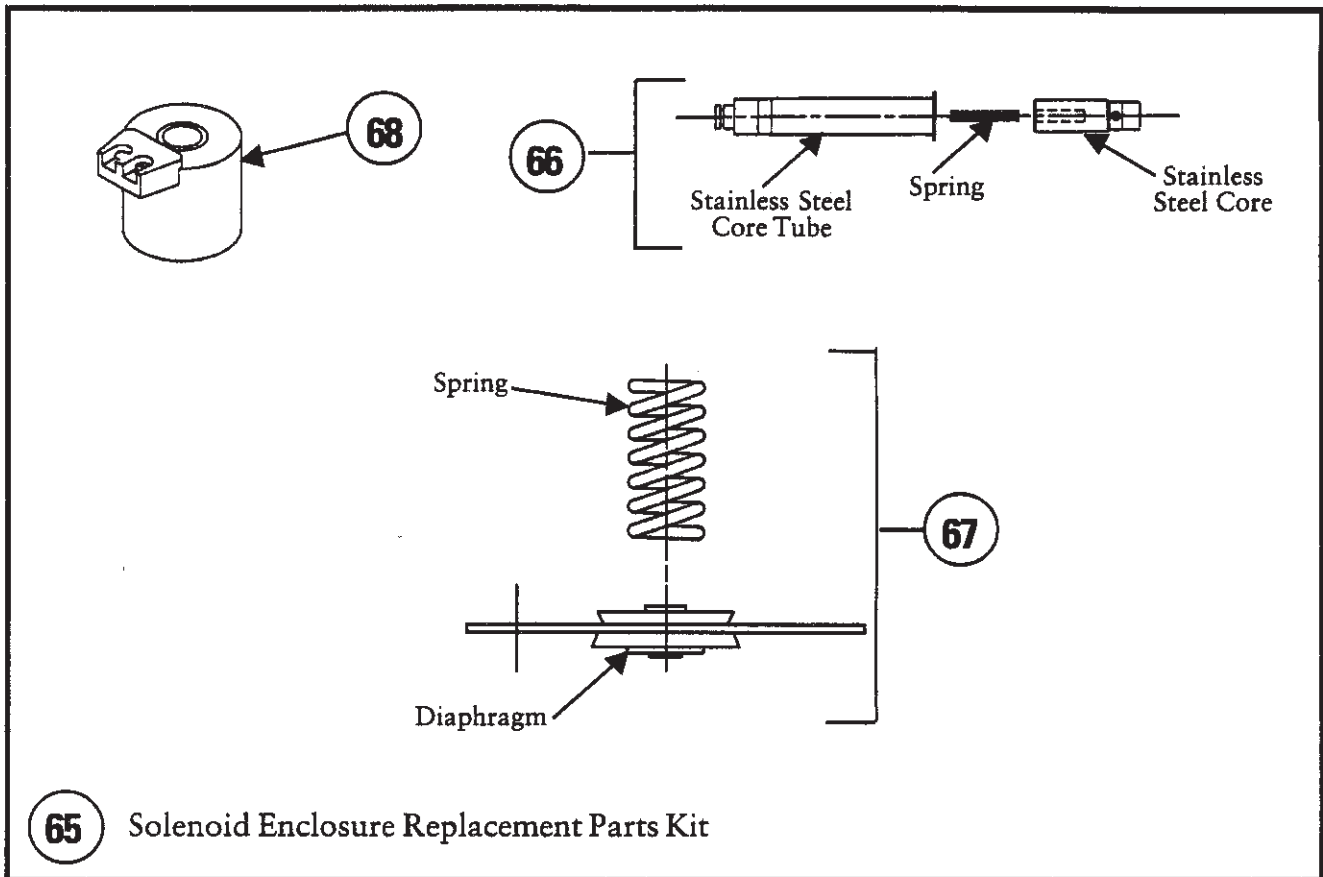 68
66
Stainless Steel
Core Tube
Spring
Stainless
Steel Core
Spring
67
Diaphragm
65 Solenoid Enclosure Replacement Parts Kit